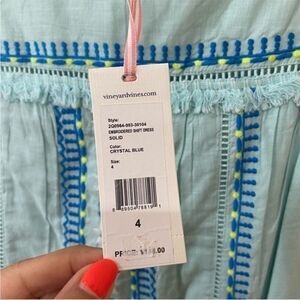 vineyardvines.com
Style:
EMBROIDERED SHIFT DRESS
SOLID
Color:
CRYSTAL BLUE
Size:
4
4